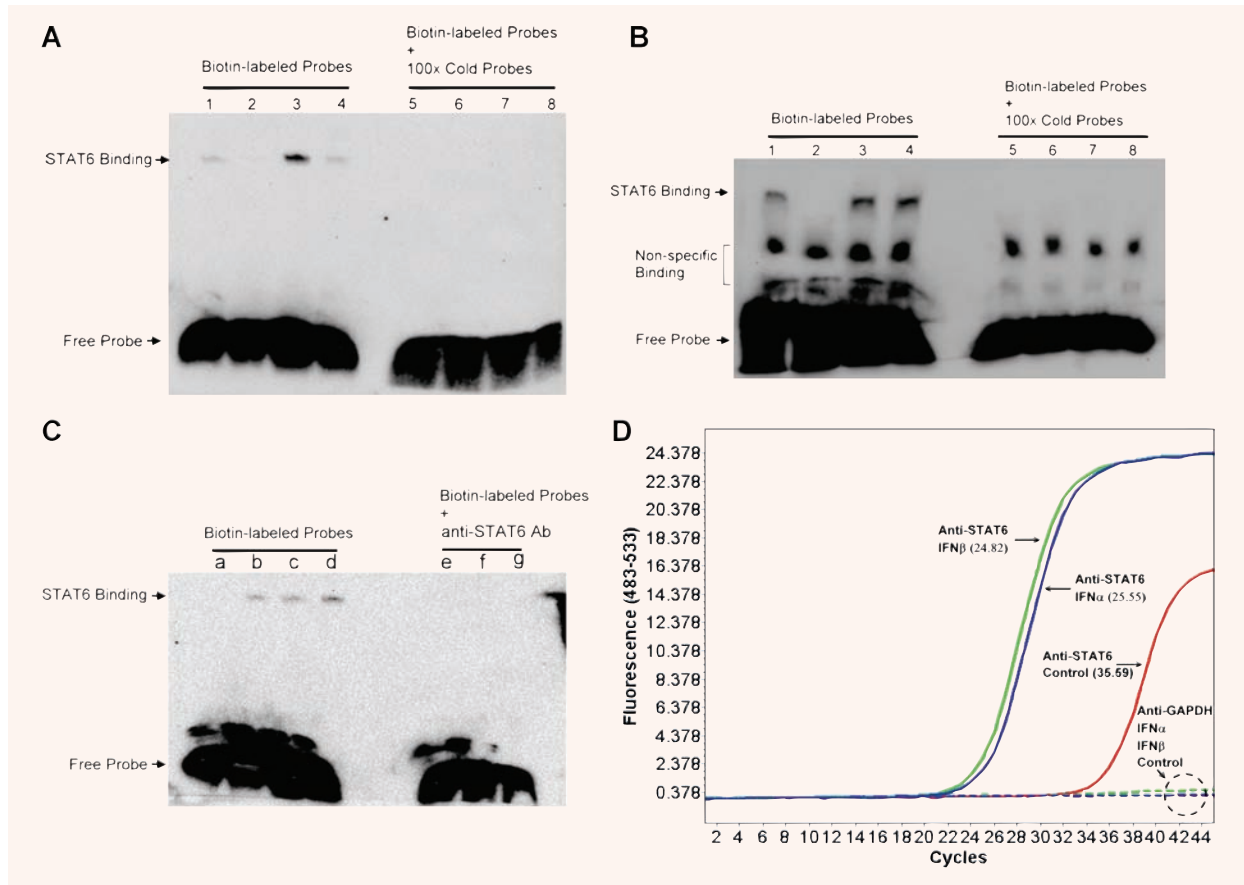 A
Biotin-labeled Probes
1 2 3 4
Biotin-labeled Probes
+
100x Cold Probes
5 6 7 8
STAT6 Binding
Free Probe
B
Biotin-labeled Probes
1 2 3 4
Biotin-labeled Probes
+
100x Cold Probes
5 6 7 8
STAT6 Binding
Non-specific
Binding
Free Probe
C
Biotin-labeled Probes
a b c d
Biotin-labeled Probes
+
anti-STAT6 Ab
e f g
STAT6 Binding
Free Probe
D
Fluorescence (483-533)
24.378
22.378
20.378
18.378
16.378
14.378
12.378
10.378
8.378
6.378
4.378
2.378
0.378
Anti-STAT6
IFNβ (24.82)
Anti-STAT6
IFNα (25.55)
Anti-STAT6
Control (35.59)
Anti-GAPDH
IFNα
IFNβ
Control
2 4 6 8 10 12 14 16 18 20 22 24 26 28 30 32 34 36 38 40 42 44
Cycles